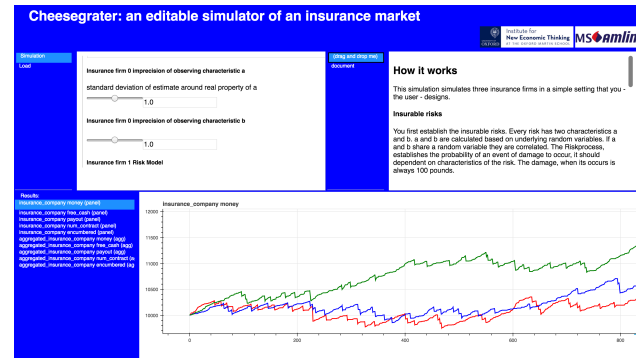 Cheesegrater: an editable simulator of an insurance market
Institute for
New Economic Thinking
AT THE OXFORD MARTIN SCHOOL
OXFORD
MS amlin
Simulation
Load
Insurance firm 0 imprecision of observing characteristic a
standard deviation of estimate around real property of a
1.0
Insurance firm 0 imprecision of observing characteristic b
1.0
Insurance firm 1 Risk Model
[drag and drop me]
document
How it works
This simulation simulates three insurance firms in a simple setting that you -
the user - designs.
Insurable risks
You first establish the insurable risks. Every risk has two characteristics a
and b. a and b are calculated based on underlying random variables. If a
and b share a random variable they are correlated. The Riskprocess,
establishes the probability of an event of damage to occur, it should
dependent on characteristics of the risk. The damage, when its occurs is
always 100 pounds.
Results:
insurance_company money (panel)
insurance_company free_cash (panel)
insurance_company payout (panel)
insurance_company num_contract (panel)
insurance_company encumbered (panel)
aggregated_insurance_company money (agg)
aggregated_insurance_company free_cash (agg)
aggregated_insurance_company payout (agg)
aggregated_insurance_company num_contract (a
aggregated_insurance_company encumbered (ag
insurance_company money
12000
11500
11000
10500
10000
0
200
400
600
800